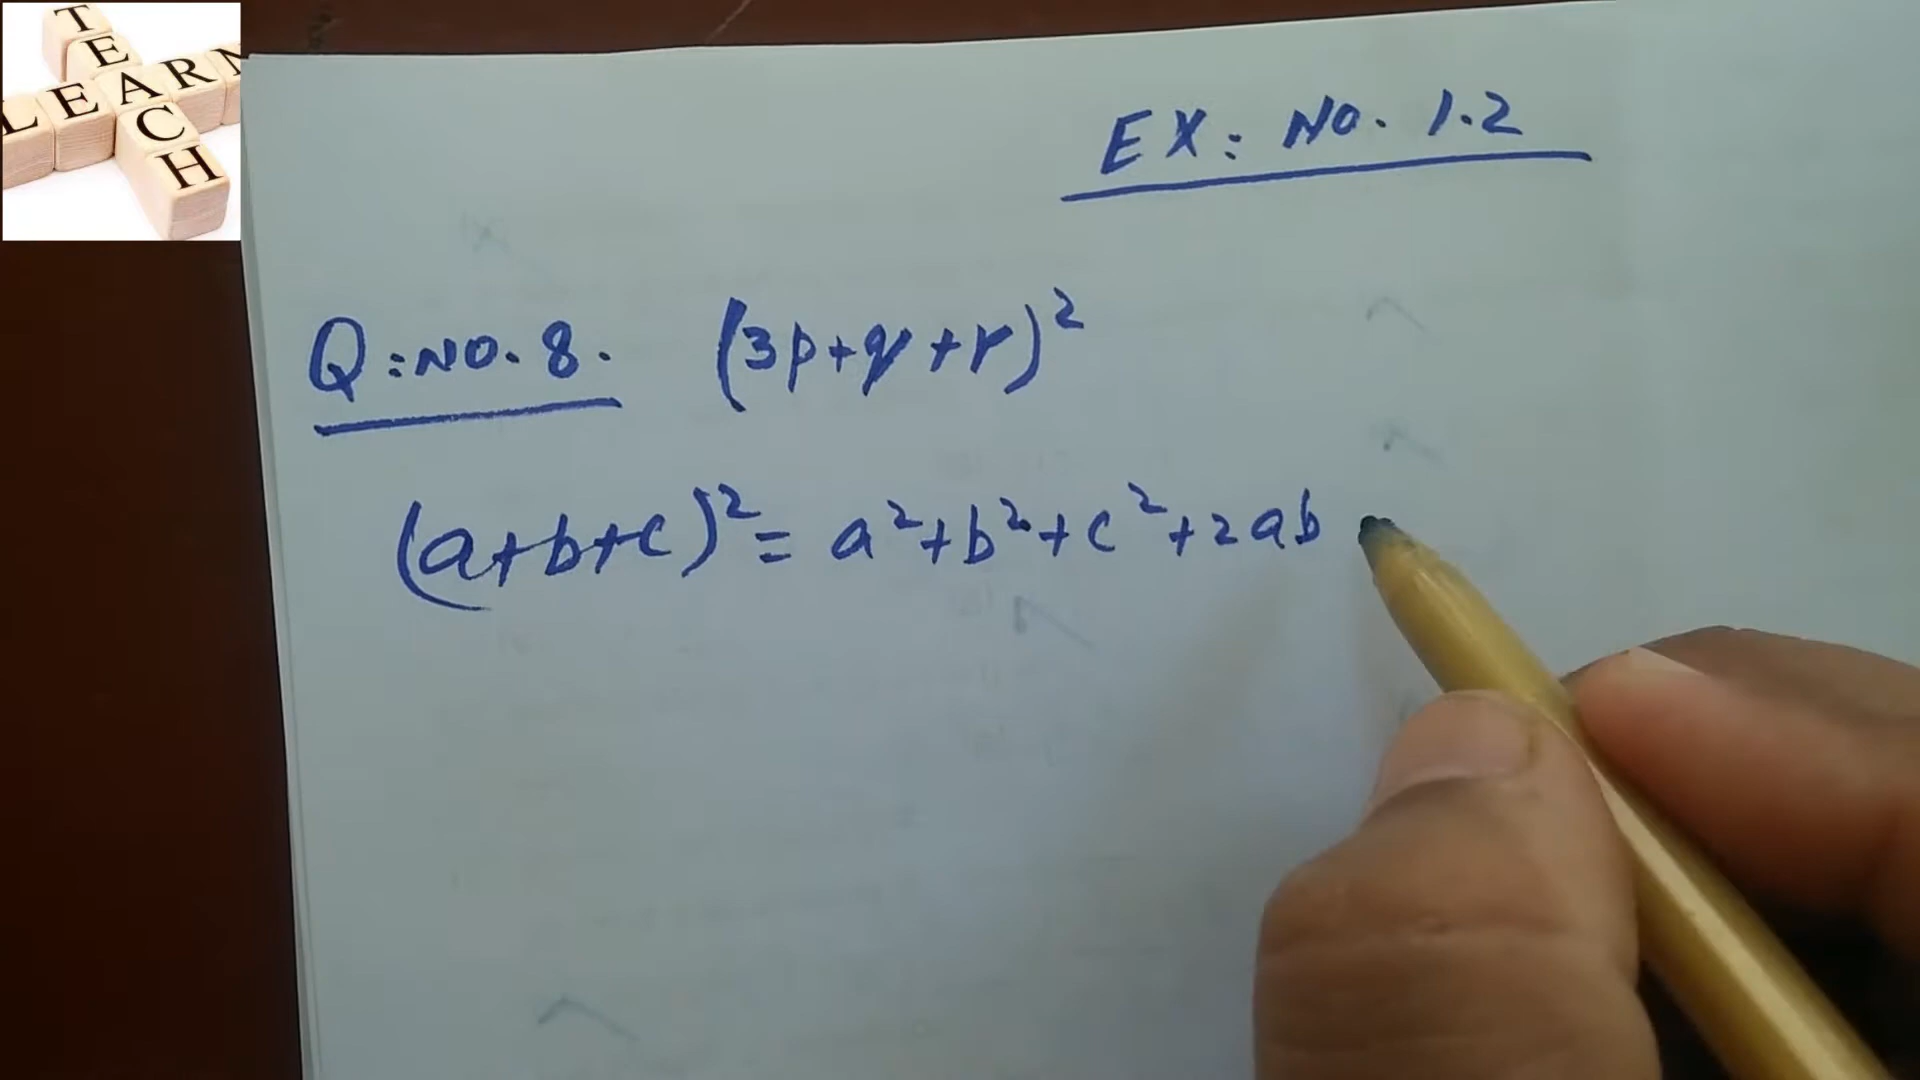 TEACH
LEARN
EX: NO. 1.2
Q: NO. 8. (3p+q+r)²
(a+b+c)² = a²+b²+c²+2ab